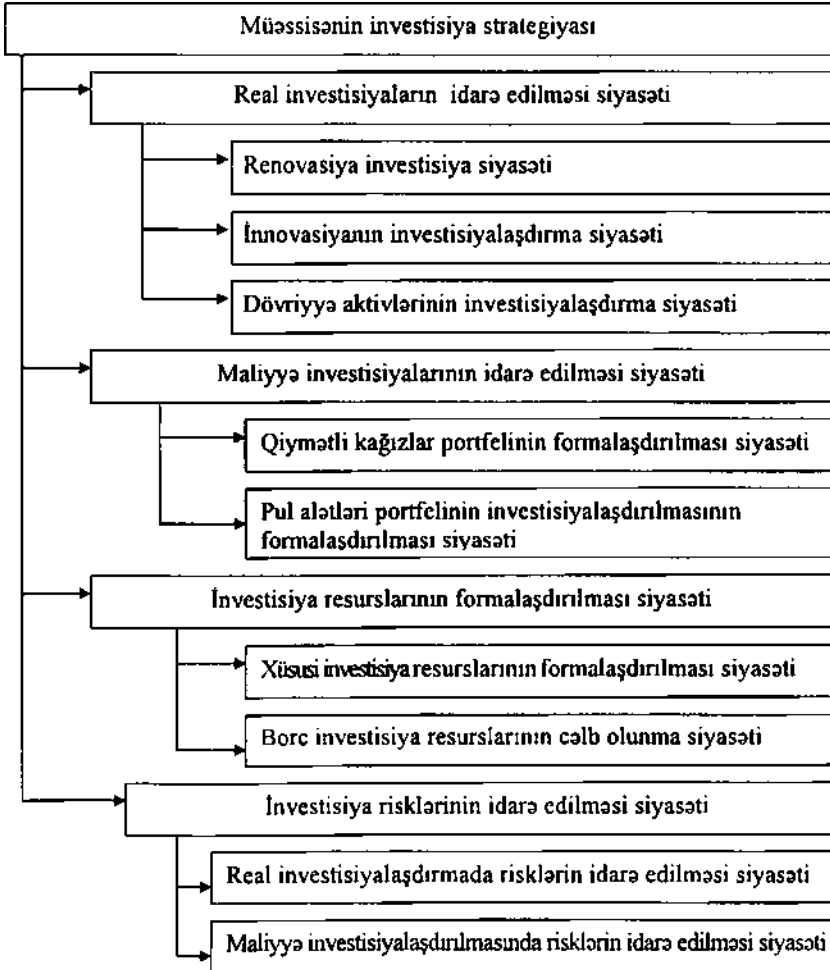 Müəssisənin investisiya strategiyası
Real investisiyaların idarə edilməsi siyasəti
Renovasiya investisiya siyasəti
İnnovasiyanın investisiyalaşdırma siyasəti
Dövriyyə aktivlərinin investisiyalaşdırma siyasəti
Maliyyə investisiyalarının idarə edilməsi siyasəti
Qiymətli kağızlar portfelinin formalaşdırılması siyasəti
Pul alətləri portfelinin investisiyalaşdırılmasının
formalaşdırılması siyasəti
İnvestisiya resurslarının formalaşdırılması siyasəti
Xüsusi investisiya resurslarının formalaşdırılması siyasəti
Borc investisiya resurslarının cəlb olunma siyasəti
İnvestisiya risklərinin idarə edilməsi siyasəti
Real investisiyalaşdırmada risklərin idarə edilməsi siyasəti
Maliyyə investisiyalaşdırılmasında risklərin idarə edilməsi siyasəti